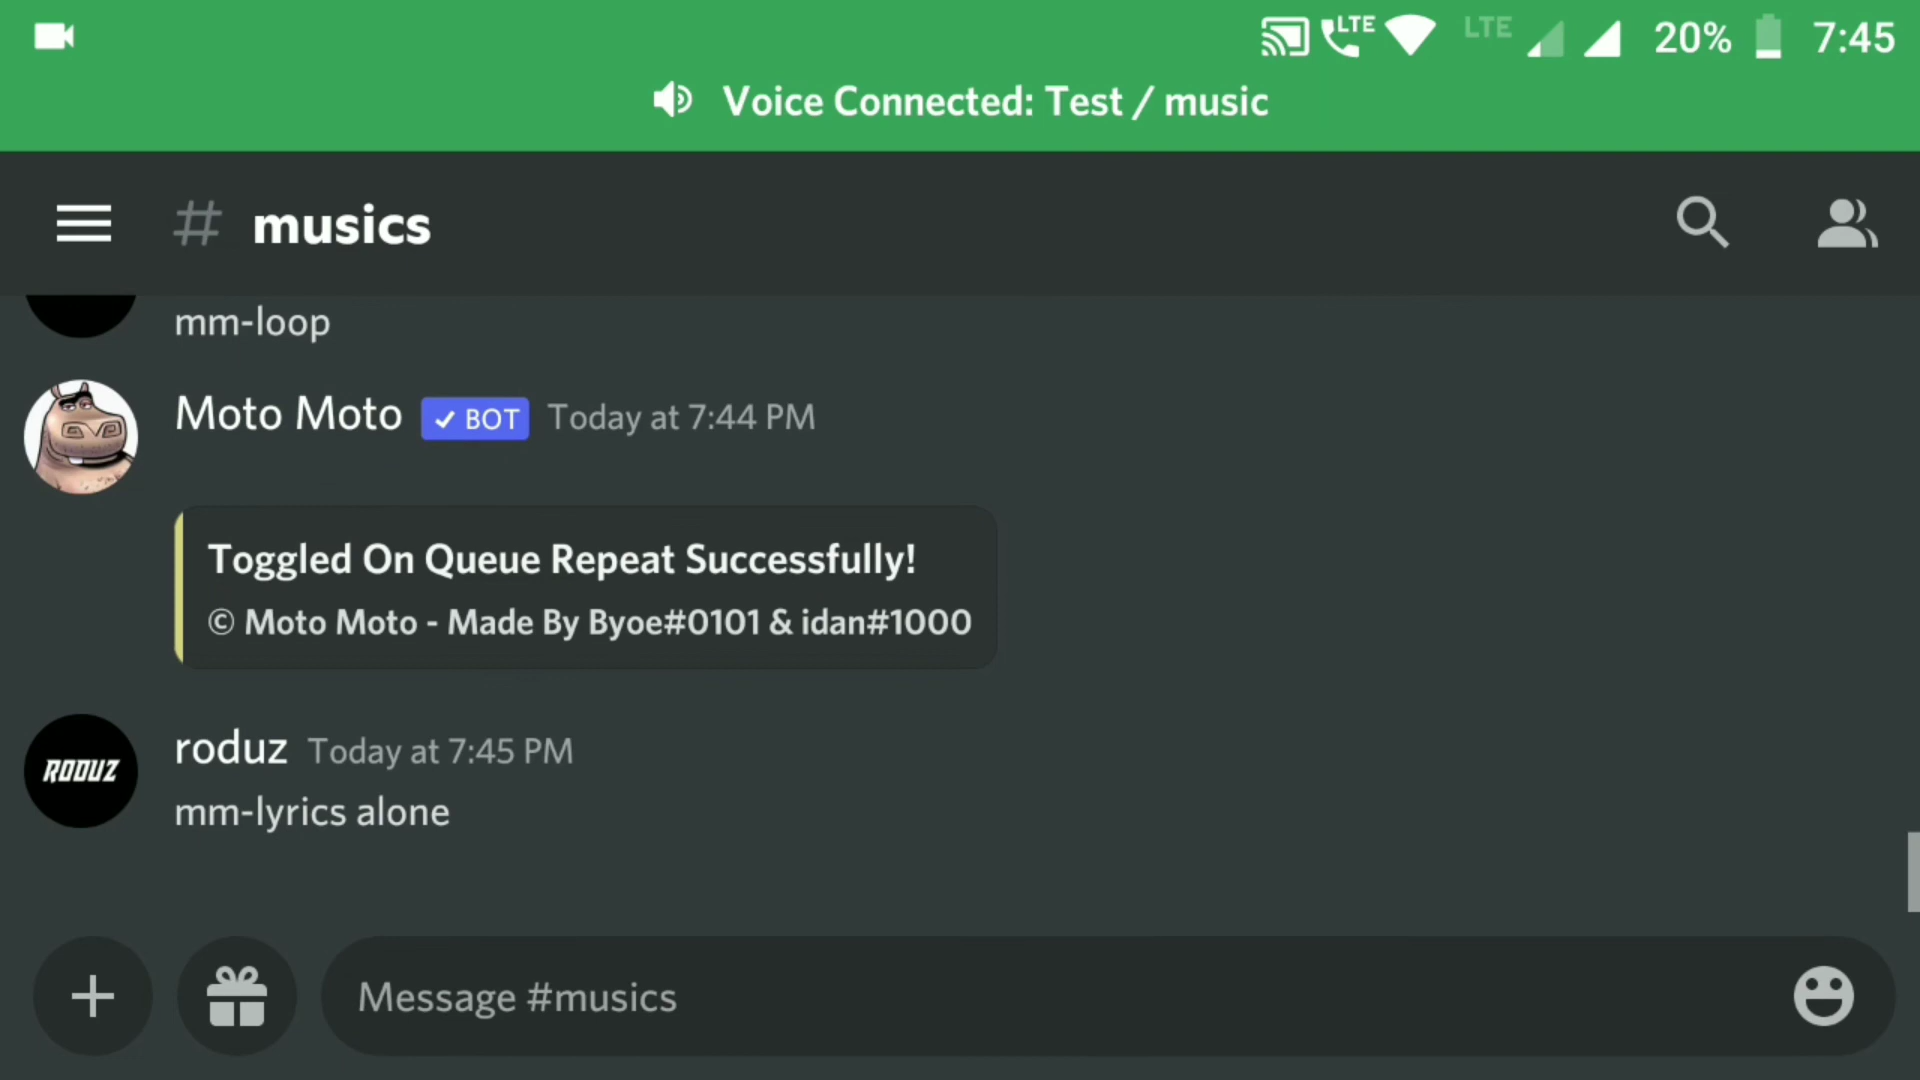 LTE LTE 20% 7:45
Voice Connected: Test / music
# musics
mm-loop
Moto Moto ✓ BOT Today at 7:44 PM
Toggled On Queue Repeat Successfully!
© Moto Moto - Made By Byoe#0101 & idan#1000
RODUZ
roduz Today at 7:45 PM
mm-lyrics alone
Message #musics